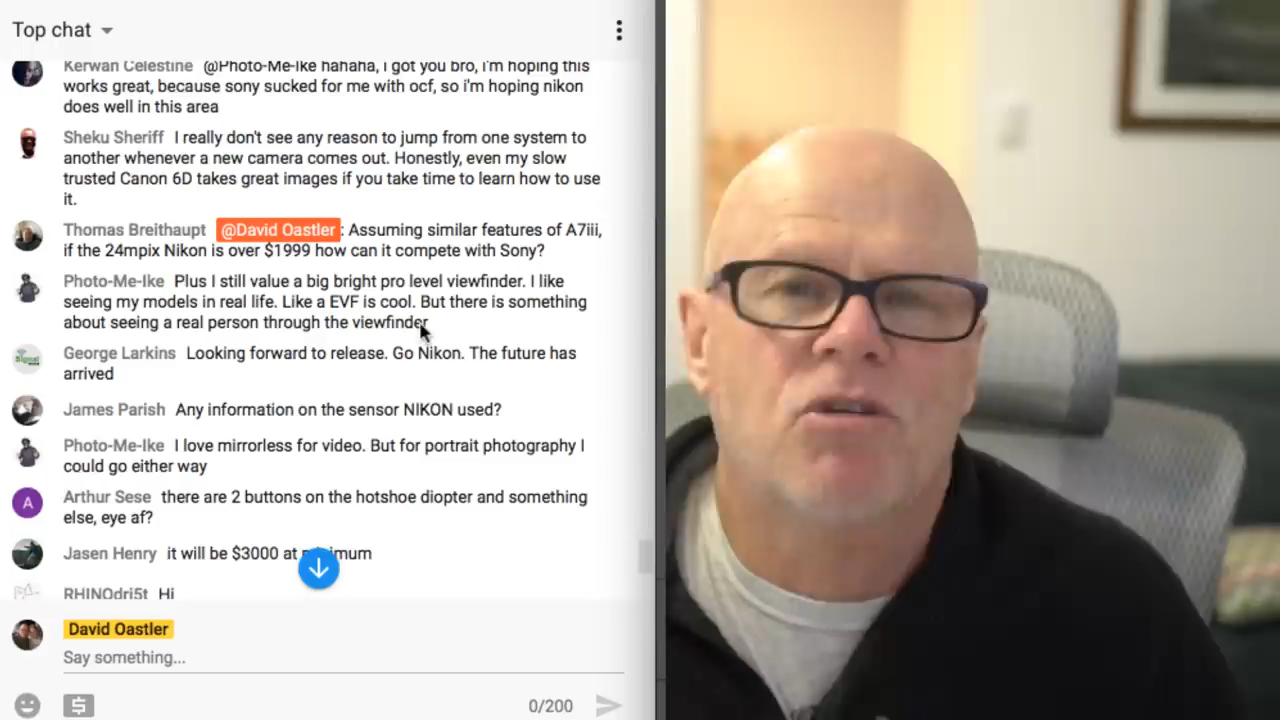 Top chat
Kerwan Celestine @Photo-Me-Ike hahaha, i got you bro, i'm hoping this
works great, because sony sucked for me with ocf, so i'm hoping nikon
does well in this area
Sheku Sheriff I really don't see any reason to jump from one system to
another whenever a new camera comes out. Honestly, even my slow
trusted Canon 6D takes great images if you take time to learn how to use
it.
Thomas Breithaupt @David Oastler: Assuming similar features of A7iii,
if the 24mpix Nikon is over $1999 how can it compete with Sony?
Photo-Me-Ike Plus I still value a big bright pro level viewfinder. I like
seeing my models in real life. Like a EVF is cool. But there is something
about seeing a real person through the viewfinder
George Larkins Looking forward to release. Go Nikon. The future has
arrived
James Parish Any information on the sensor NIKON used?
Photo-Me-Ike I love mirrorless for video. But for portrait photography I
could go either way
A
Arthur Sese there are 2 buttons on the hotshoe diopter and something
else, eye af?
Jasen Henry it will be $3000 at minimum
RHINOdri5t Hi
David Oastler
Say something...
0/200